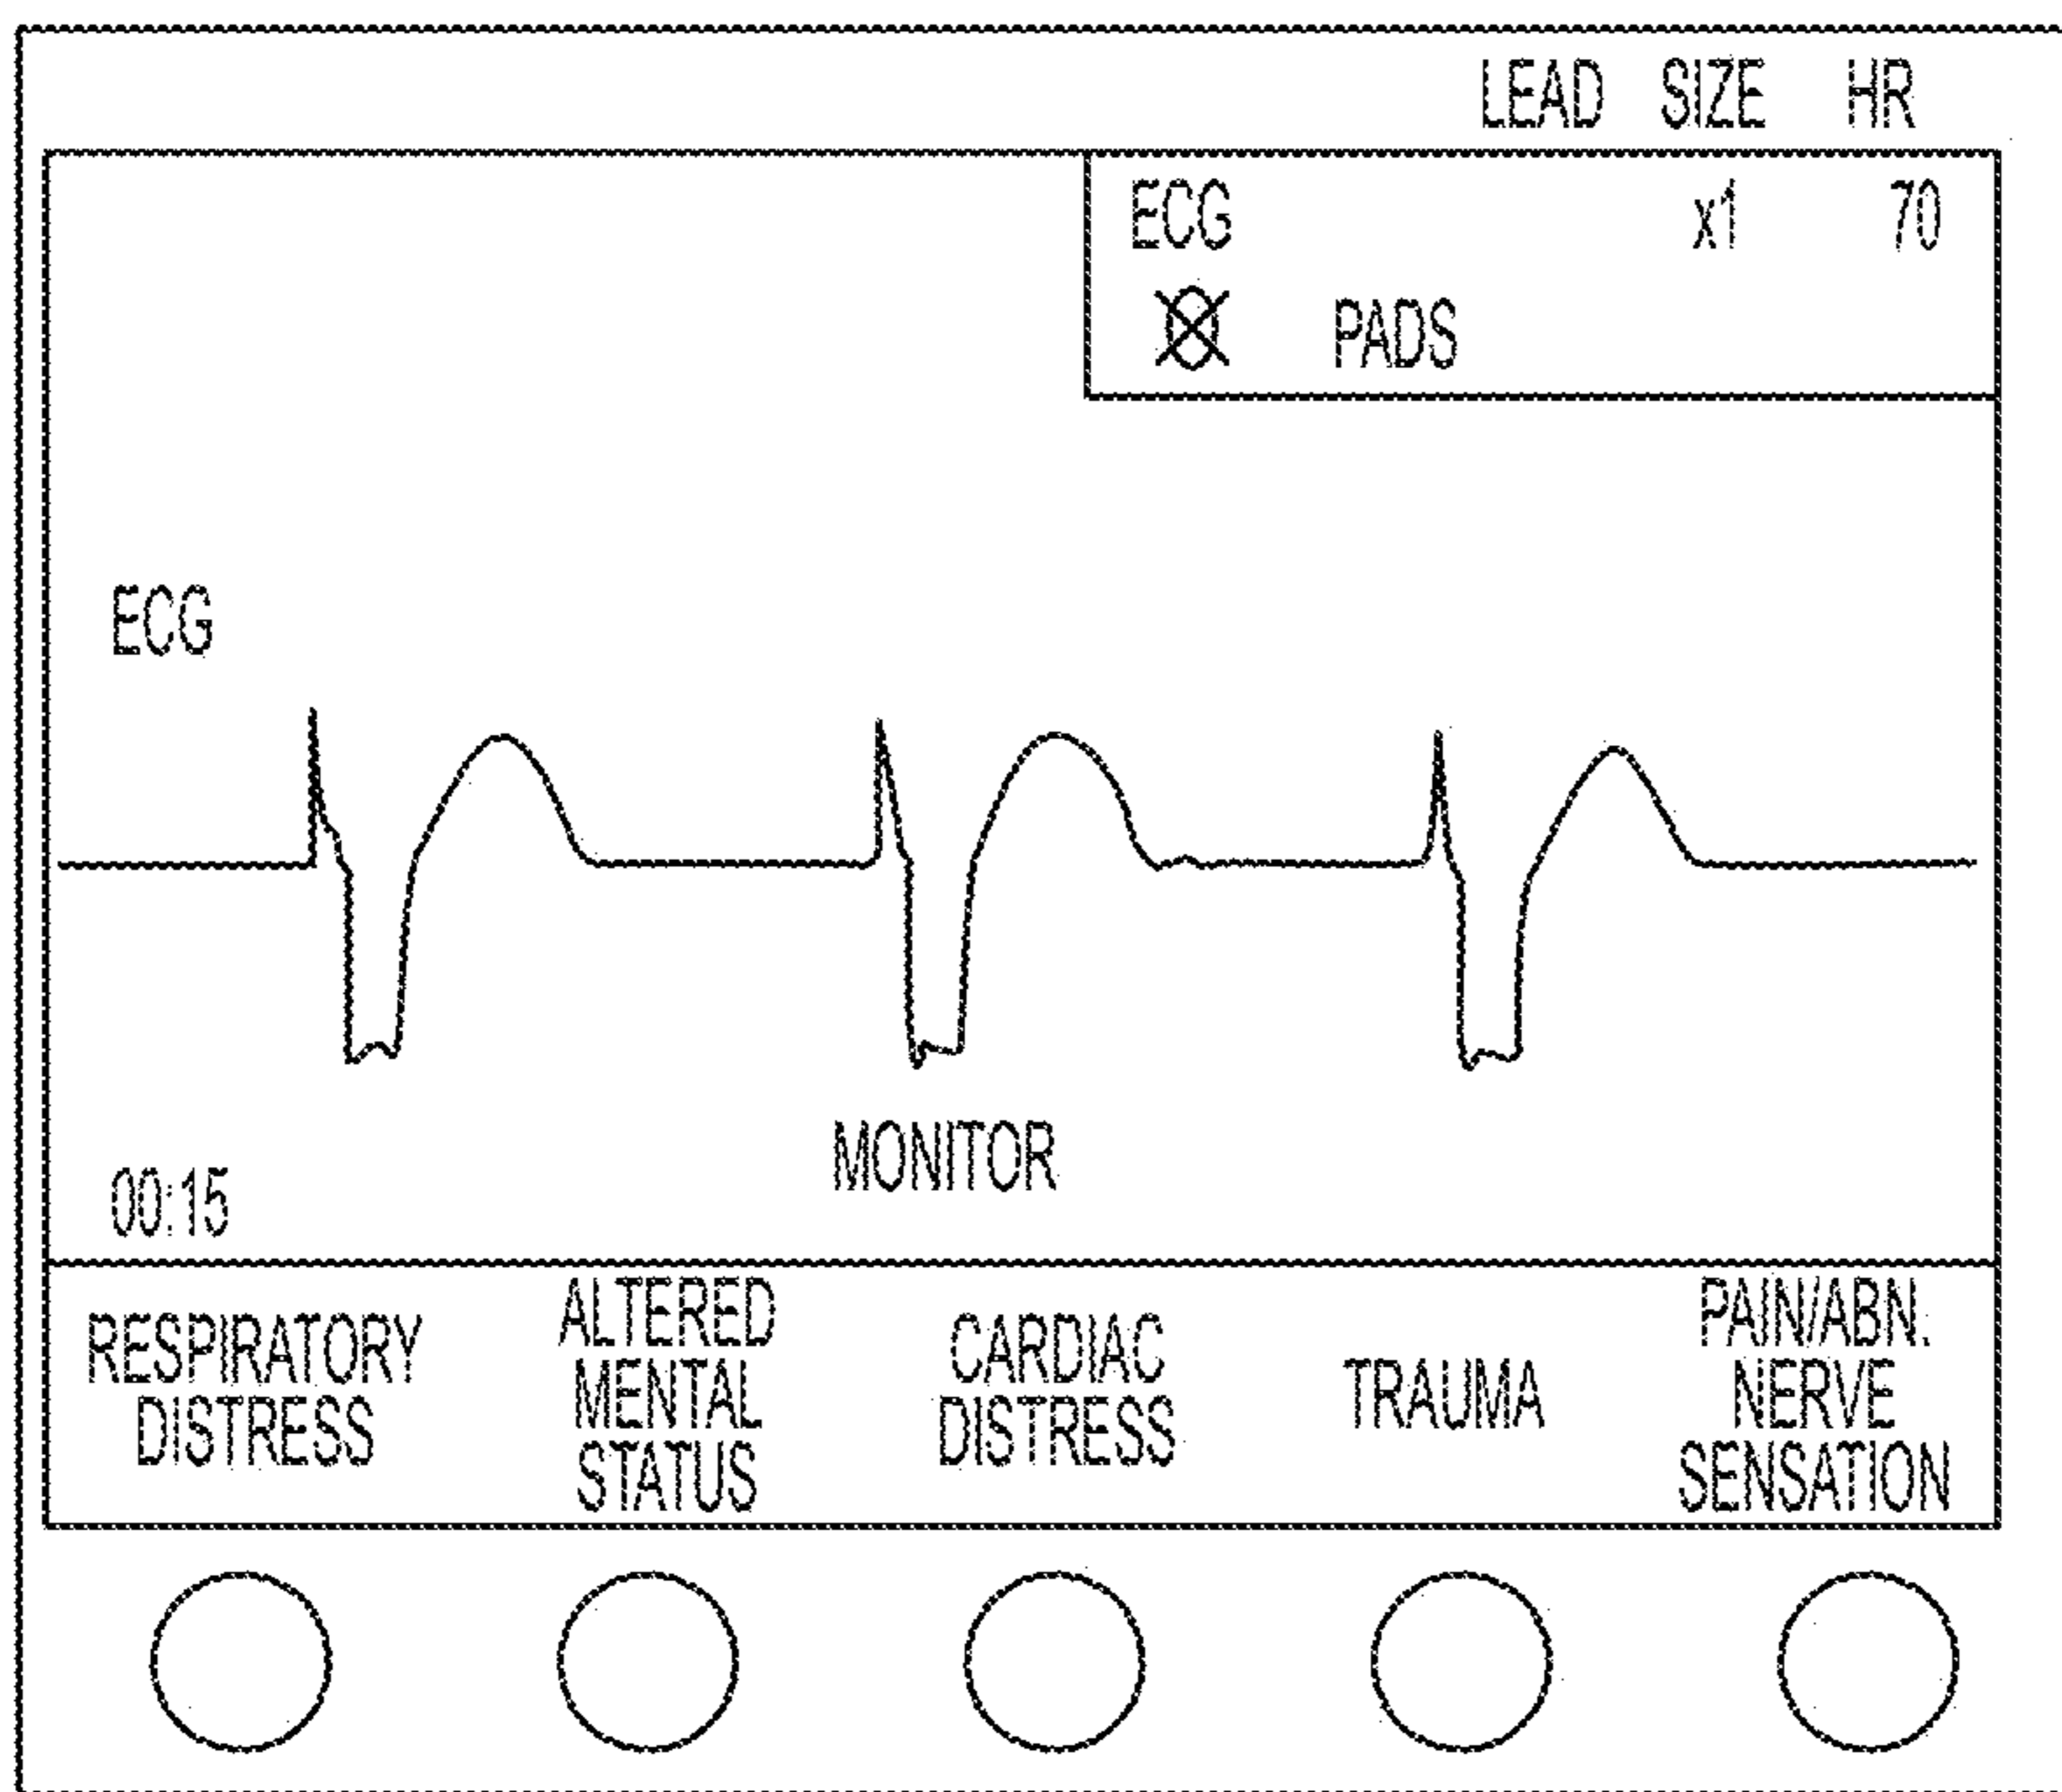 LEAD SIZE HR
ECG x1 70
PADS
ECG
MONITOR
00:15
RESPIRATORY
DISTRESS
ALTERED
MENTAL
STATUS
CARDIAC
DISTRESS
TRAUMA
PAIN/ABN.
NERVE
SENSATION